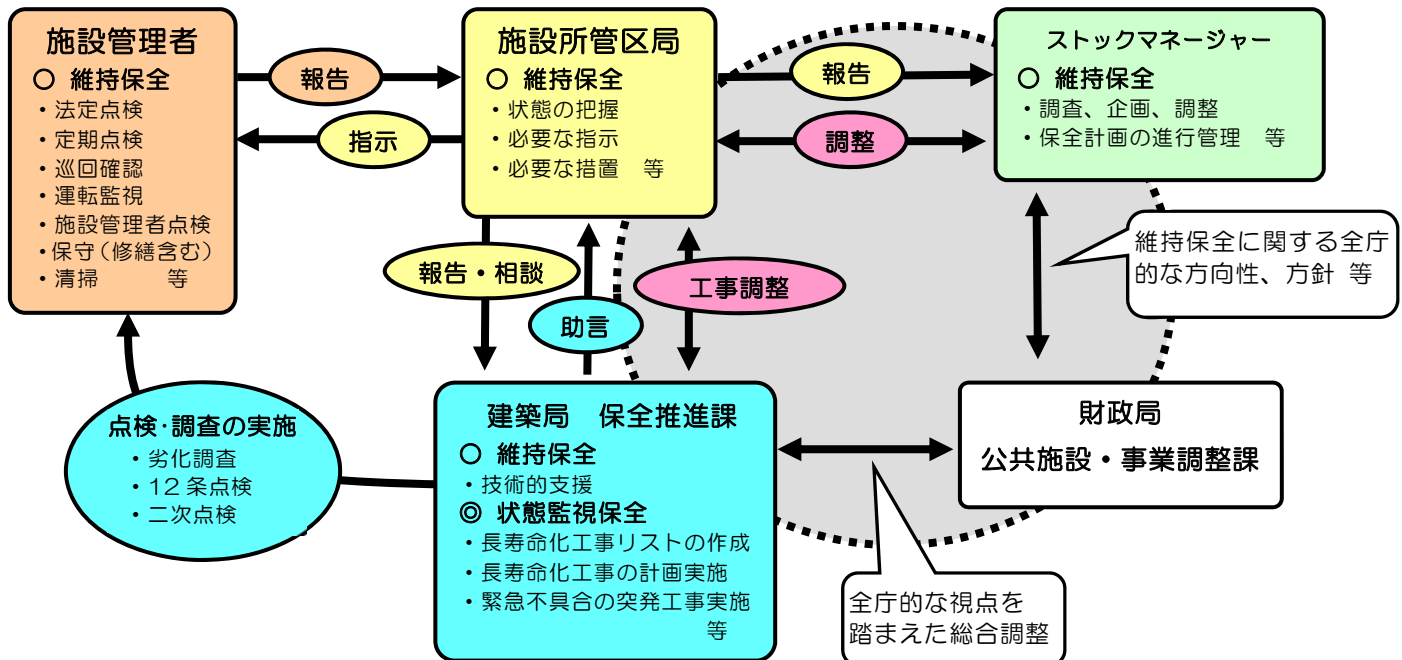 施設管理者
○ 維持保全
・法定点検
・定期点検
・巡回確認
・運転監視
・施設管理者点検
・保守(修繕含む)
・清掃　　　等
報告
指示
施設所管区局
○ 維持保全
・状態の把握
・必要な指示
・必要な措置　等
報告
調整
ストックマネージャー
○ 維持保全
・調査、企画、調整
・保全計画の進行管理　等
報告・相談
助言
工事調整
維持保全に関する全庁
的な方向性、方針 等
点検・調査の実施
・劣化調査
・12 条点検
・二次点検
建築局　保全推進課
○ 維持保全
・技術的支援
◎ 状態監視保全
・長寿命化工事リストの作成
・長寿命化工事の計画実施
・緊急不具合の突発工事実施
等
財政局
公共施設・事業調整課
全庁的な視点を
踏まえた総合調整